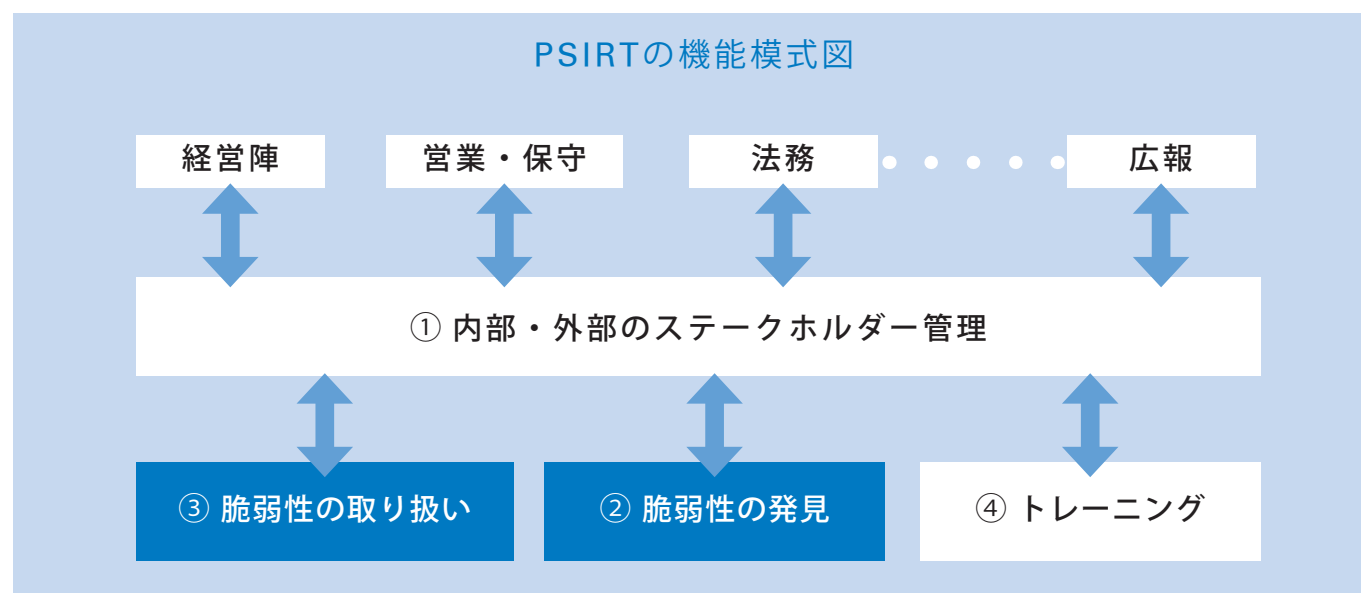 PSIRTの機能模式図
経営陣
営業・保守
法務
広報
① 内部・外部のステークホルダー管理
③ 脆弱性の取り扱い
② 脆弱性の発見
④ トレーニング